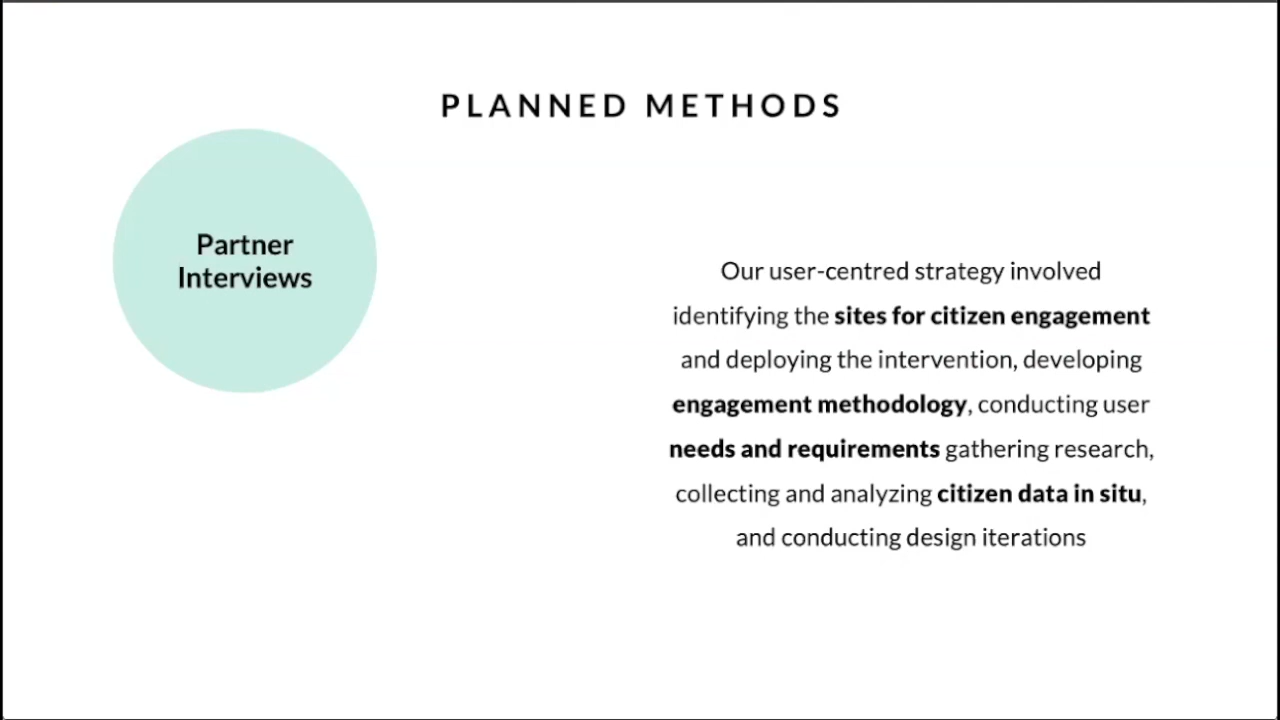 PLANNED METHODS
Partner
Interviews
Our user-centred strategy involved
identifying the sites for citizen engagement
and deploying the intervention, developing
engagement methodology, conducting user
needs and requirements gathering research,
collecting and analyzing citizen data in situ,
and conducting design iterations